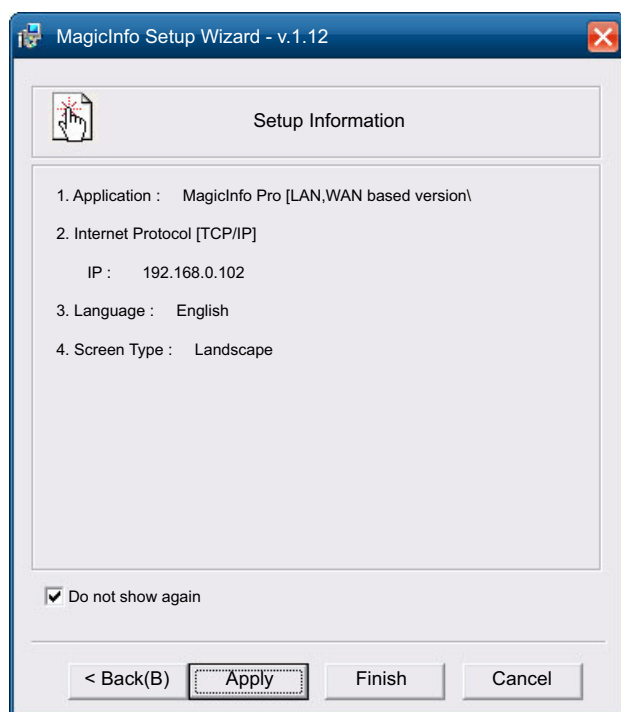 MagicInfo Setup Wizard - v.1.12
Setup Information
1. Application : MagicInfo Pro [LAN,WAN based version\
2. Internet Protocol [TCP/IP]
IP : 192.168.0.102
3. Language : English
4. Screen Type : Landscape
Do not show again
< Back(B) Apply Finish Cancel